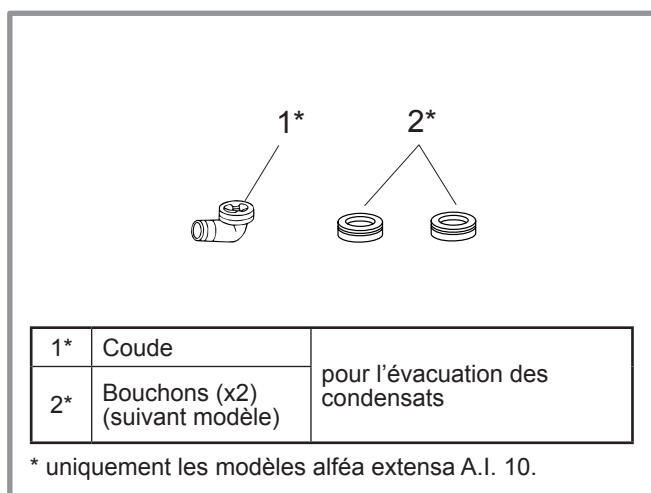 1* 2*
1* Coude
2* Bouchons (x2)
(suivant modèle)
pour l’évacuation des
condensats
* uniquement les modèles alféa extensa A.I. 10.